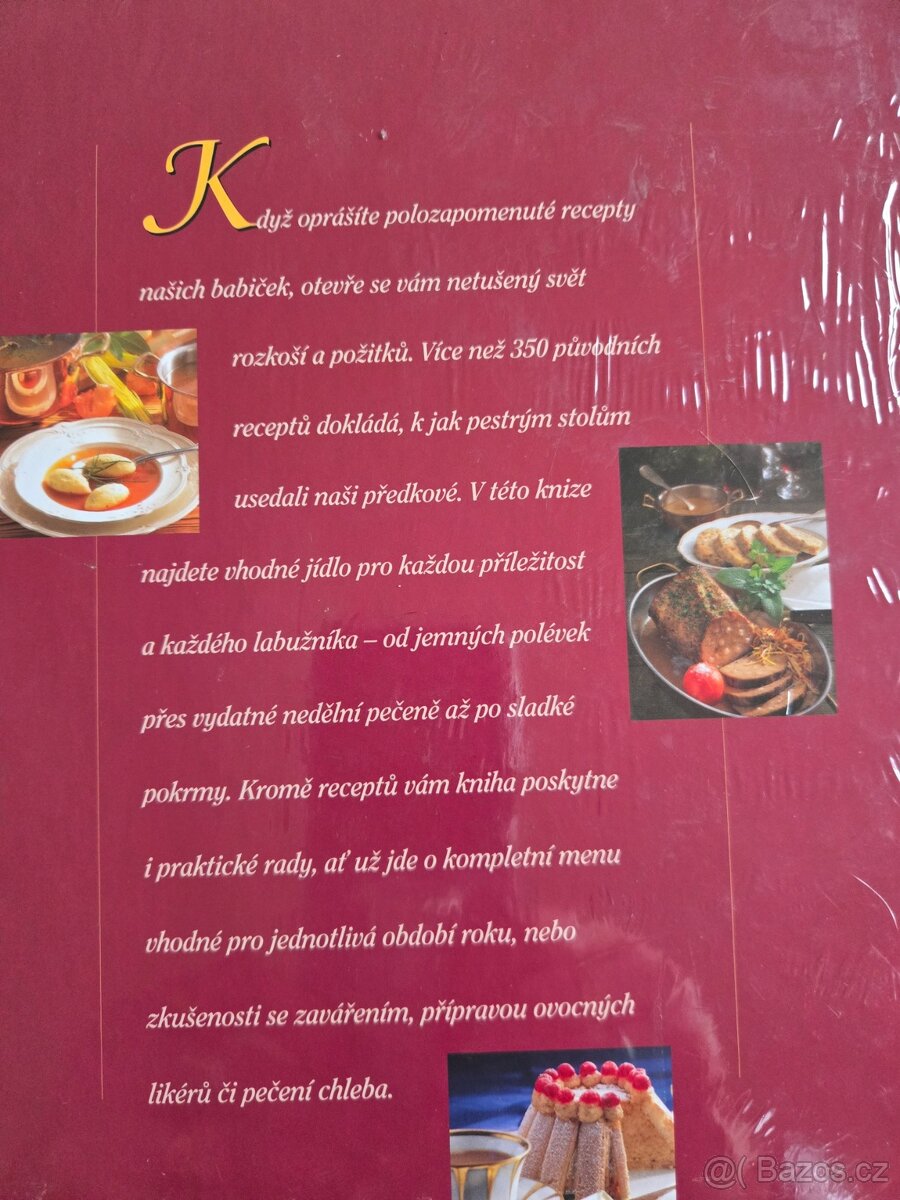 Když oprášíte polozapomenuté recepty
našich babiček, otevře se vám netušený svět
rozkoší a požitků. Více než 350 původních
receptů dokládá, k jak pestrým stolům
usedali naši předkové. V této knize
najdete vhodné jídlo pro každou příležitost
a každého labužníka – od jemných polévek
přes vydatné nedělní pečeně až po sladké
pokrmy. Kromě receptů vám kniha poskytne
i praktické rady, ať už jde o kompletní menu
vhodné pro jednotlivá období roku, nebo
zkušenosti se zavářením, přípravou ovocných
likérů či pečení chleba.
@( Bazos.cz